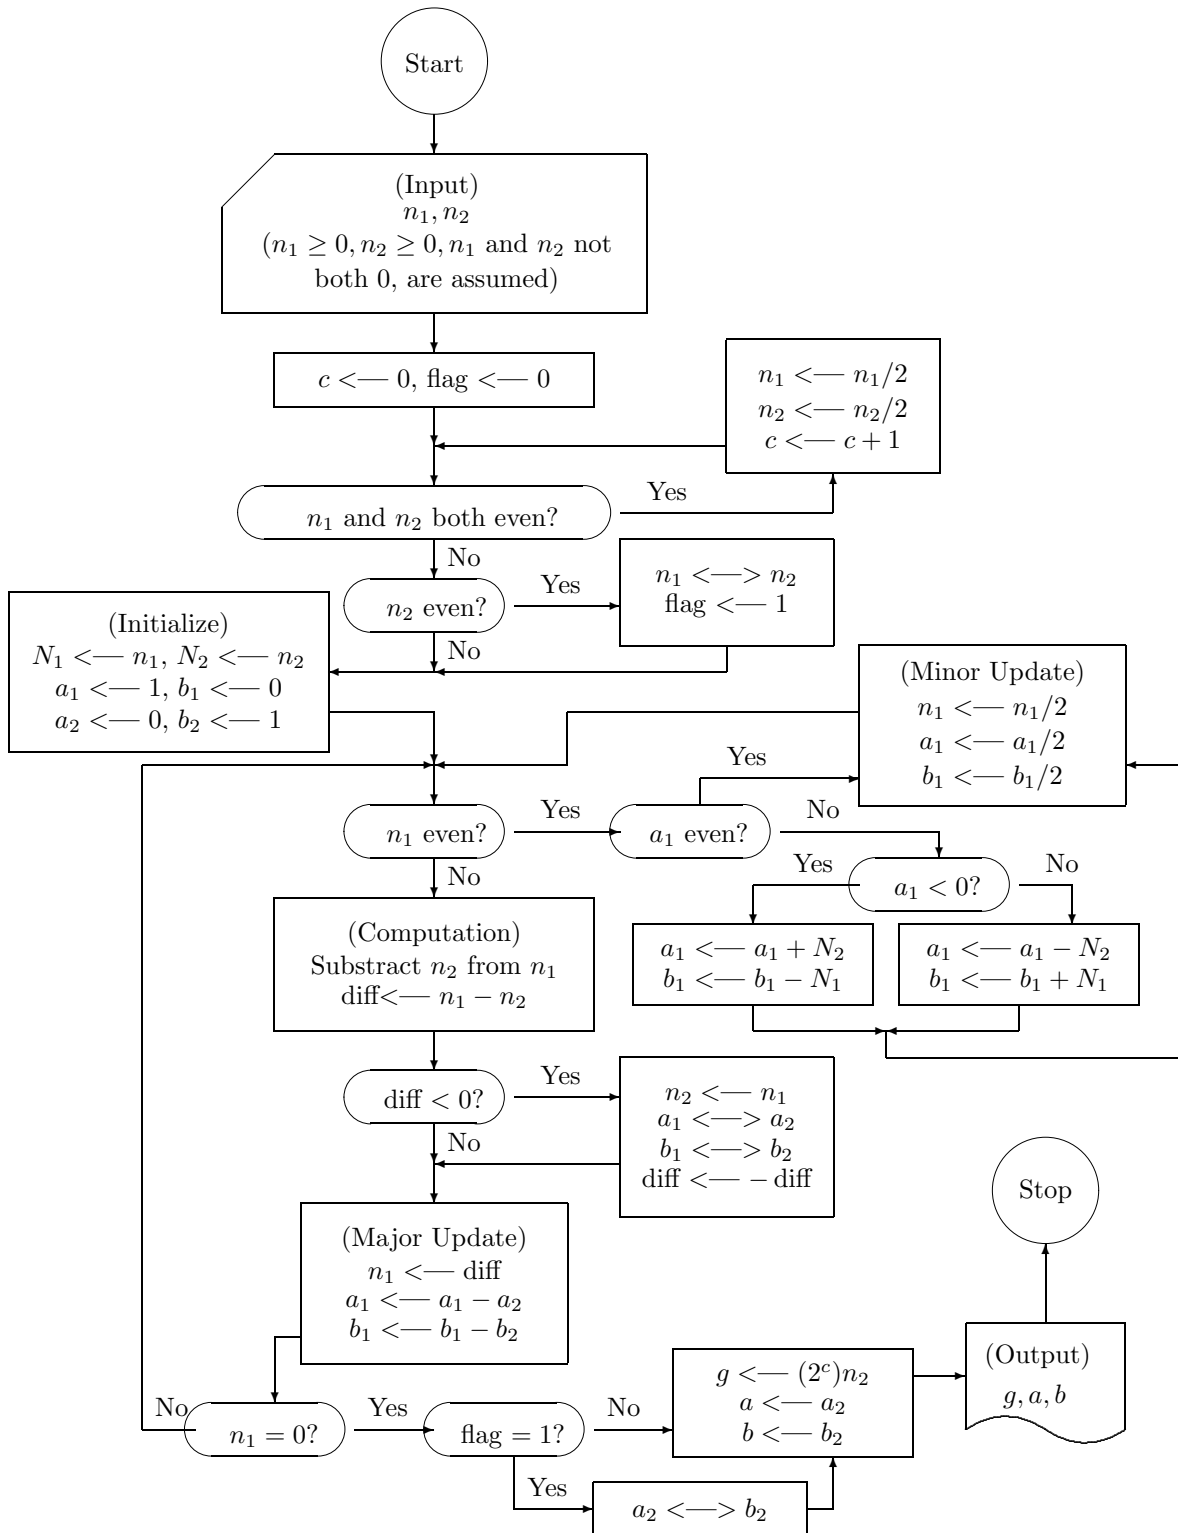 Start
(Input)
n₁, n₂
(n₁ ≥ 0, n₂ ≥ 0, n₁ and n₂ not
both 0, are assumed)
c <— 0, flag <— 0
n₁ <— n₁/2
n₂ <— n₂/2
c <— c + 1
n₁ and n₂ both even?
Yes
No
n₂ even?
Yes
n₁ <—> n₂
flag <— 1
No
(Initialize)
N₁ <— n₁, N₂ <— n₂
a₁ <— 1, b₁ <— 0
a₂ <— 0, b₂ <— 1
(Minor Update)
n₁ <— n₁/2
a₁ <— a₁/2
b₁ <— b₁/2
n₁ even?
Yes
a₁ even?
Yes
No
No
a₁ < 0?
Yes
No
a₁ <— a₁ + N₂
b₁ <— b₁ − N₁
a₁ <— a₁ − N₂
b₁ <— b₁ + N₁
(Computation)
Substract n₂ from n₁
diff<— n₁ − n₂
diff < 0?
Yes
No
n₂ <— n₁
a₁ <—> a₂
b₁ <—> b₂
diff <— − diff
(Major Update)
n₁ <— diff
a₁ <— a₁ − a₂
b₁ <— b₁ − b₂
n₁ = 0?
No
Yes
flag = 1?
No
Yes
a₂ <—> b₂
g <— (2ᶜ)n₂
a <— a₂
b <— b₂
(Output)
g, a, b
Stop